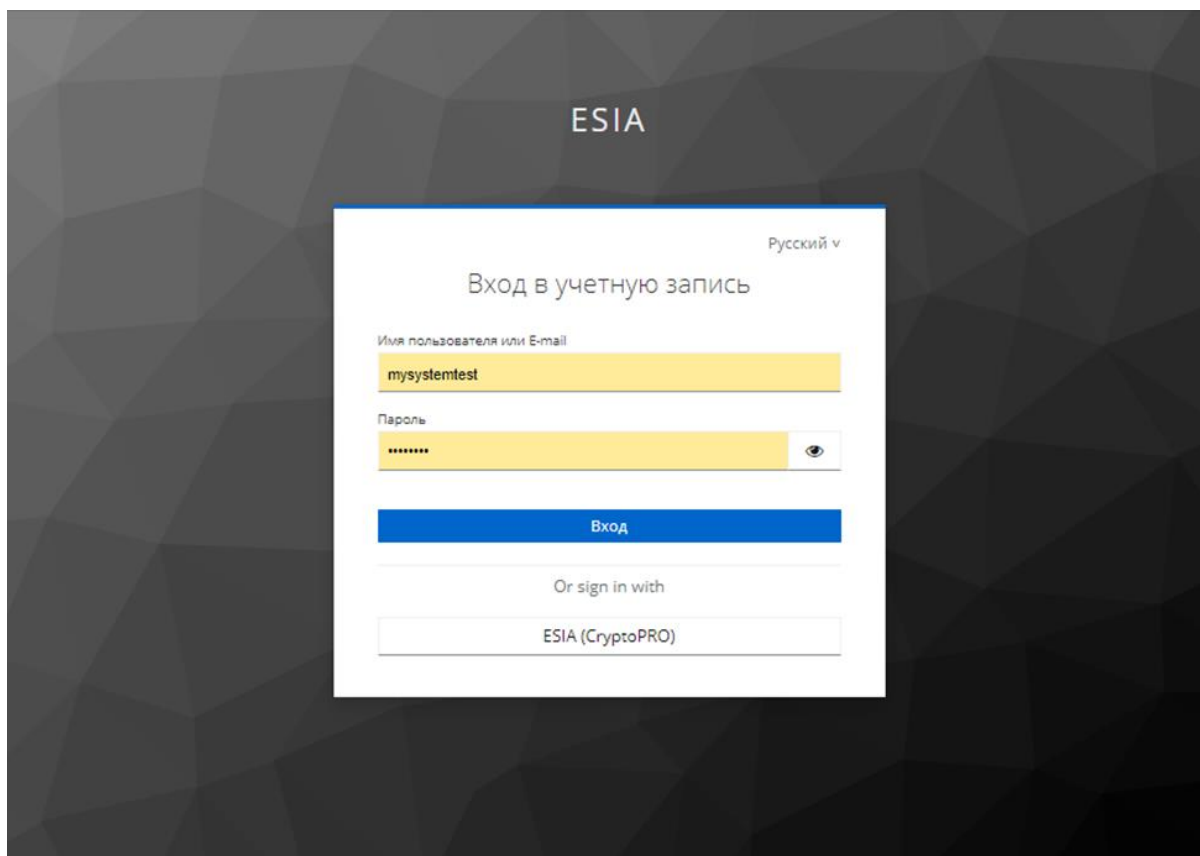 ESIA
Русский ˅
Вход в учетную запись
Имя пользователя или E-mail
mysystemtest
Пароль
••••••••
Вход
Or sign in with
ESIA (CryptoPRO)